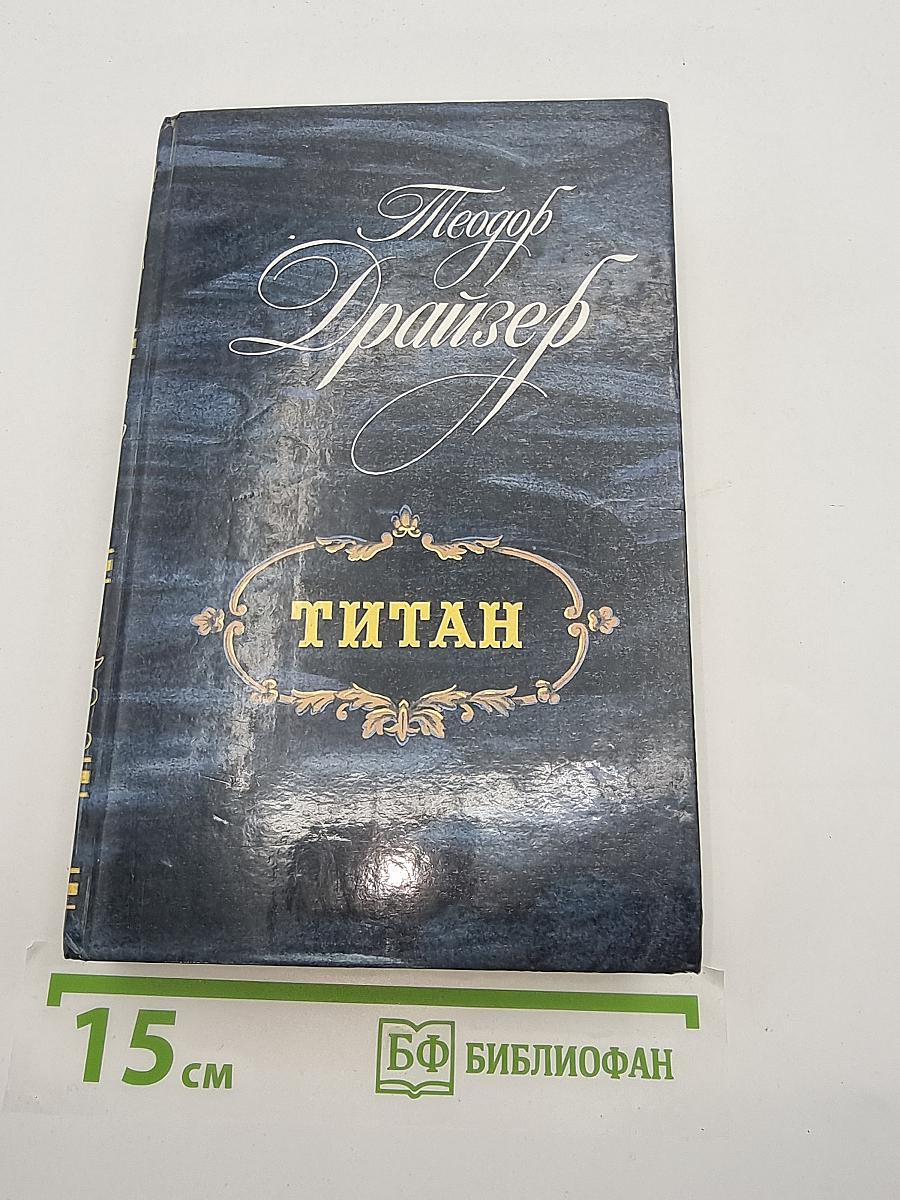 Теодор
Драйзер
ТИТАН
15 см
БФ БИБЛИОФАН